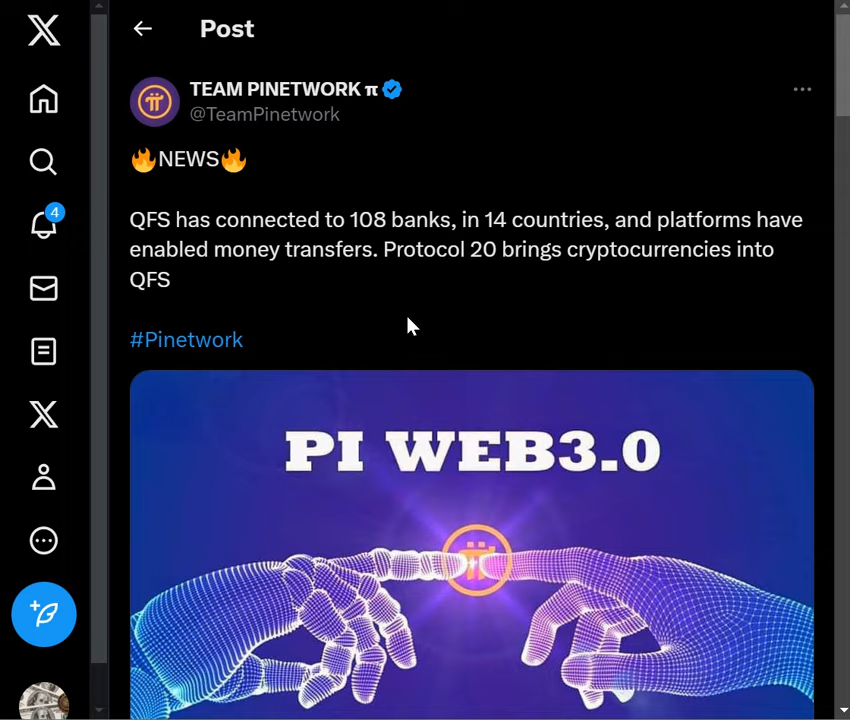 Post
TEAM PINETWORK π
@TeamPinetwork
🔥NEWS🔥
QFS has connected to 108 banks, in 14 countries, and platforms have
enabled money transfers. Protocol 20 brings cryptocurrencies into
QFS
#Pinetwork
4
PI WEB3.0